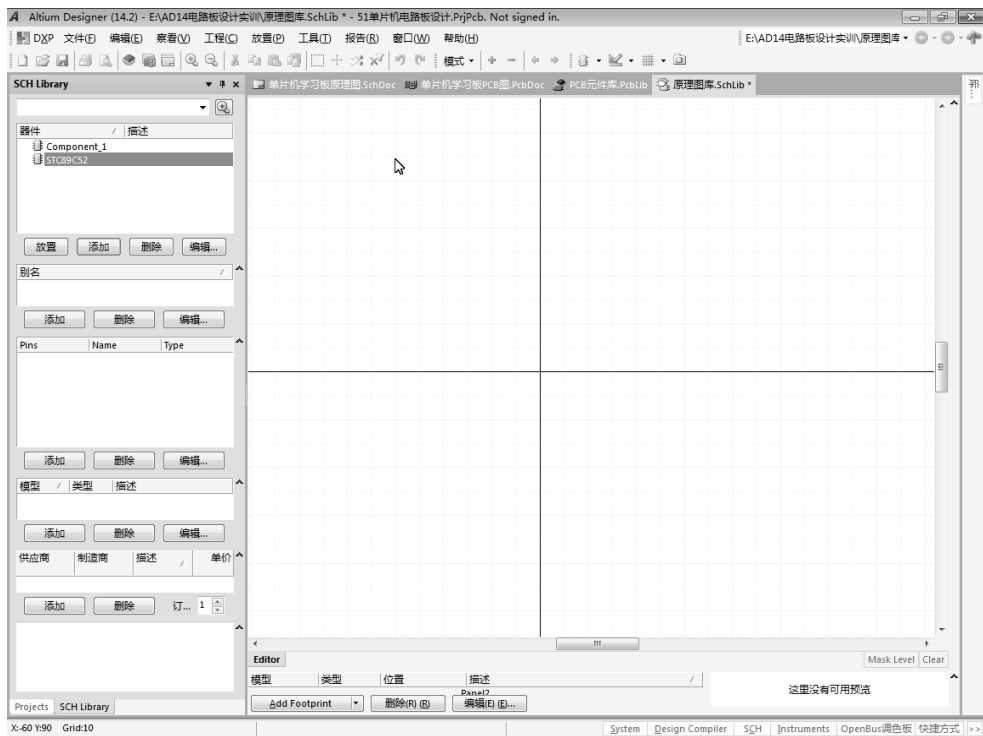 Altium Designer (14.2) - E:\AD14电路板设计实训\原理图库.SchLib * - 51单片机电路板设计.PrjPcb. Not signed in.
DXP 文件(F) 编辑(E) 察看(V) 工程(C) 放置(P) 工具(T) 报告(R) 窗口(W) 帮助(H) E:\AD14电路板设计实训\原理图库
模式
SCH Library 单片机学习板原理图.SchDoc 单片机学习板PCB图.PcbDoc PCB元件库.PcbLib 原理图库.SchLib *
器件 / 描述
Component_1
STC89C52
放置 添加 删除 编辑...
别名 /
添加 删除 编辑...
Pins Name Type
添加 删除 编辑...
模型 / 类型 描述
添加 删除 编辑...
供应商 制造商 描述 / 单价
添加 删除 订... 1
Editor Mask Level Clear
模型 类型 位置 描述 /
Panel2
这里没有可用预览
Add Footprint 删除(R) (R) 编辑(E) (E)...
Projects SCH Library
X:-60 Y:90 Grid:10 System Design Compiler SCH Instruments OpenBus调色板 快捷方式 >>